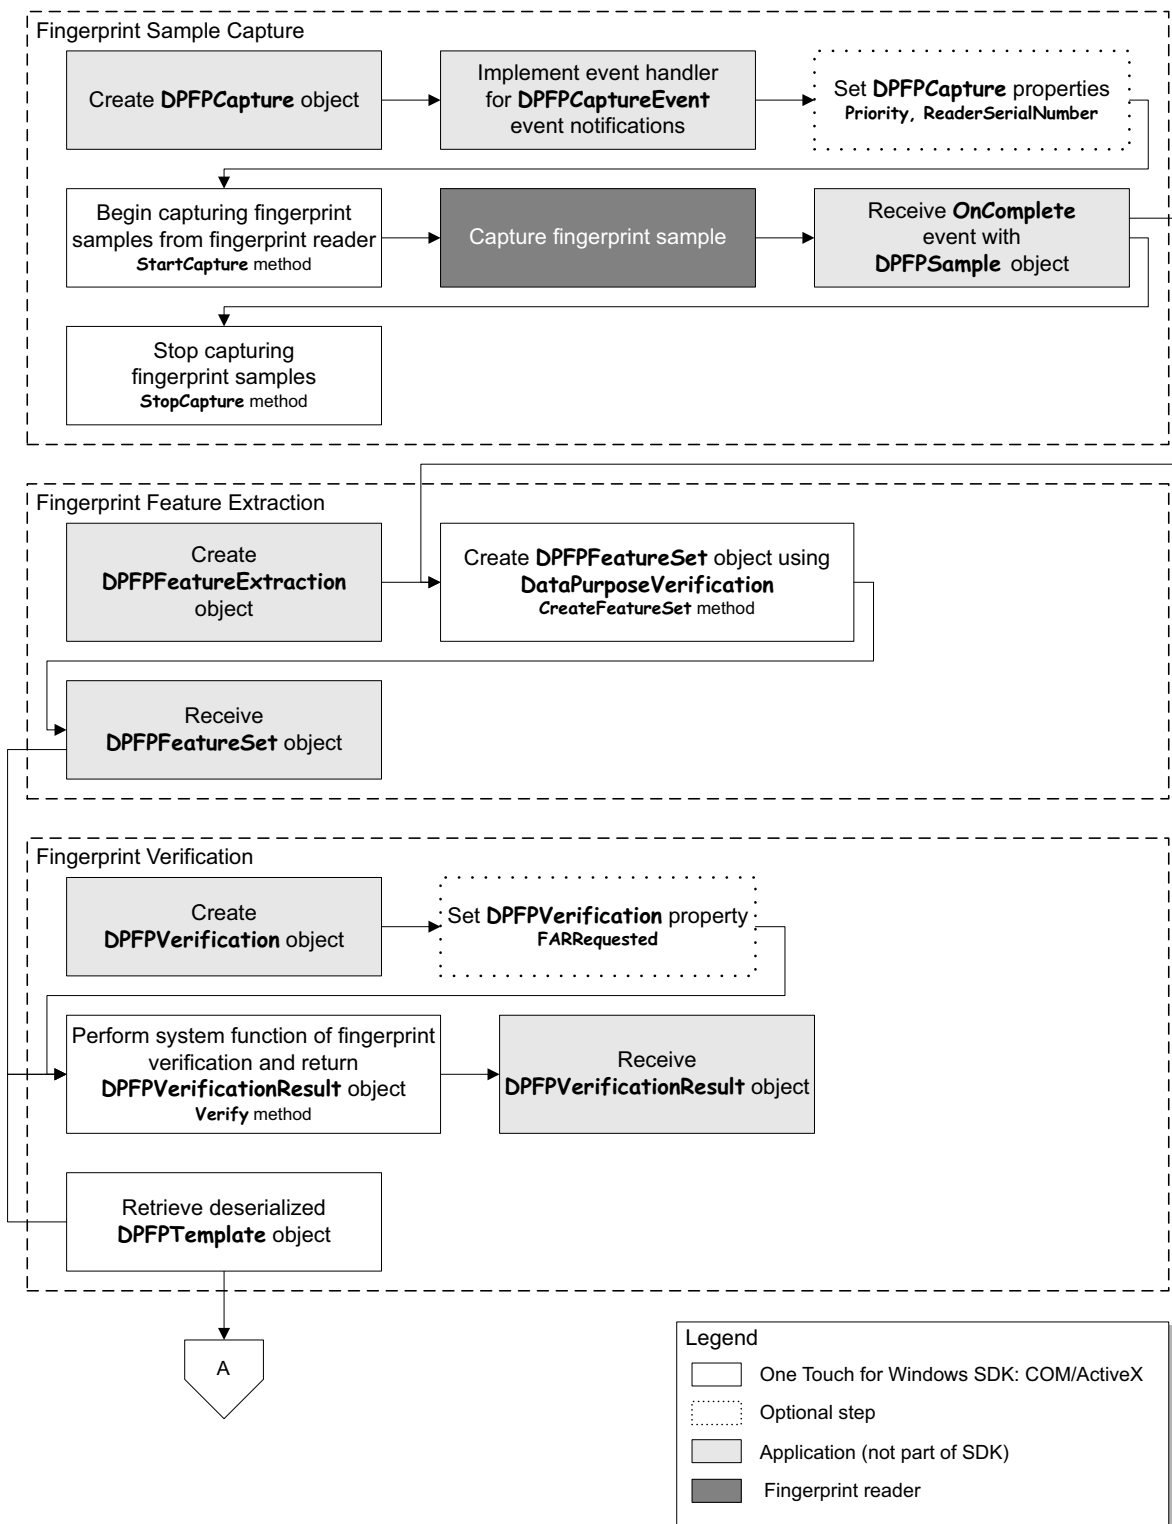 Fingerprint Sample Capture
Create DPFPCapture object
Implement event handler
for DPFPCaptureEvent
event notifications
Set DPFPCapture properties
Priority, ReaderSerialNumber
Begin capturing fingerprint
samples from fingerprint reader
StartCapture method
Capture fingerprint sample
Receive OnComplete
event with
DPFPSample object
Stop capturing
fingerprint samples
StopCapture method
Fingerprint Feature Extraction
Create
DPFPFeatureExtraction
object
Create DPFPFeatureSet object using
DataPurposeVerification
CreateFeatureSet method
Receive
DPFPFeatureSet object
Fingerprint Verification
Create
DPFPVerification object
Set DPFPVerification property
FARRequested
Perform system function of fingerprint
verification and return
DPFPVerificationResult object
Verify method
Receive
DPFPVerificationResult object
Retrieve deserialized
DPFPTemplate object
A
Legend
One Touch for Windows SDK: COM/ActiveX
Optional step
Application (not part of SDK)
Fingerprint reader